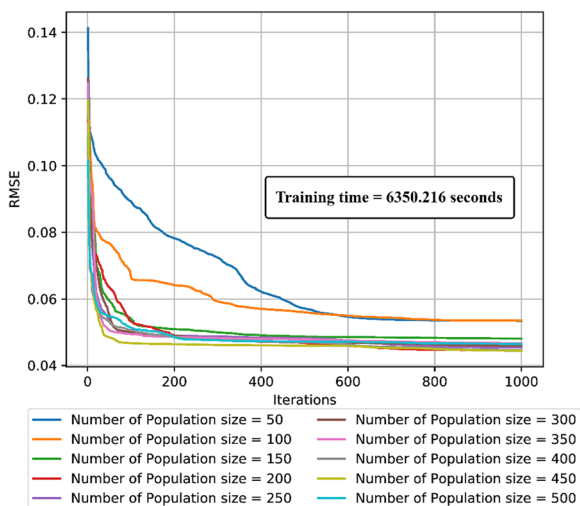 0.14
0.12
0.10
0.08
0.06
0.04
RMSE
Training time = 6350.216 seconds
0 200 400 600 800 1000
Iterations
Number of Population size = 50
Number of Population size = 100
Number of Population size = 150
Number of Population size = 200
Number of Population size = 250
Number of Population size = 300
Number of Population size = 350
Number of Population size = 400
Number of Population size = 450
Number of Population size = 500